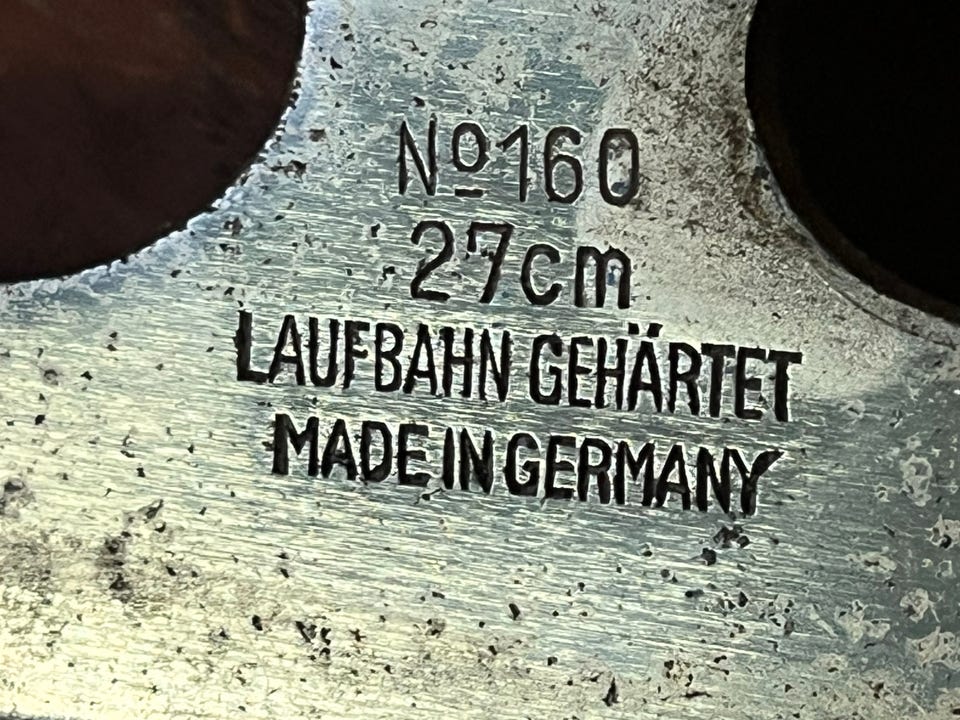 Nº160
27cm
LAUFBAHN GEHÄRTET
MADE IN GERMANY